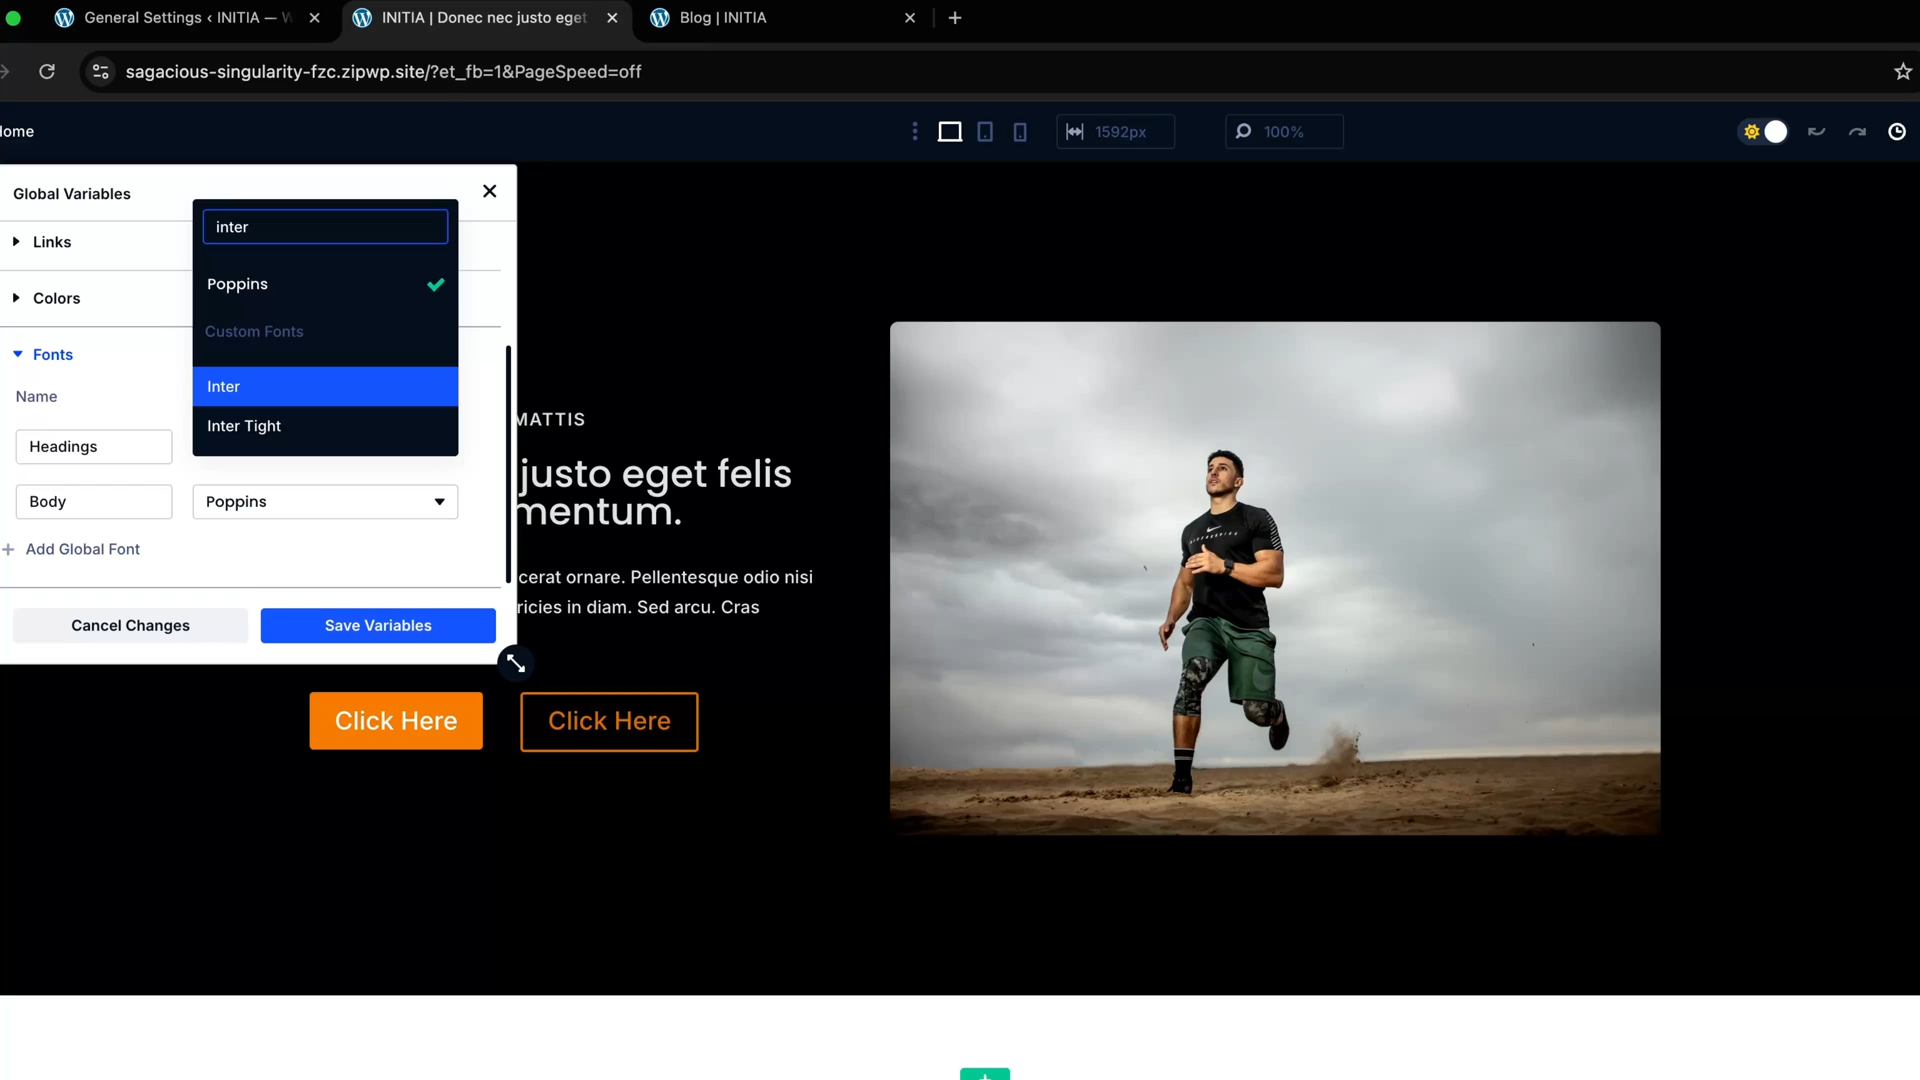 General Settings ‹ INITIA — W
INITIA | Donec nec justo eget
Blog | INITIA
sagacious-singularity-fzc.zipwp.site/?et_fb=1&PageSpeed=off
Home
1592px
100%
Global Variables
inter
Links
Poppins
Colors
Custom Fonts
Fonts
Inter
Name
Inter Tight
Headings
Body
Poppins
Add Global Font
Cancel Changes
Save Variables
MATTIS
justo eget felis
mentum.
cerat ornare. Pellentesque odio nisi
ricies in diam. Sed arcu. Cras
Click Here
Click Here